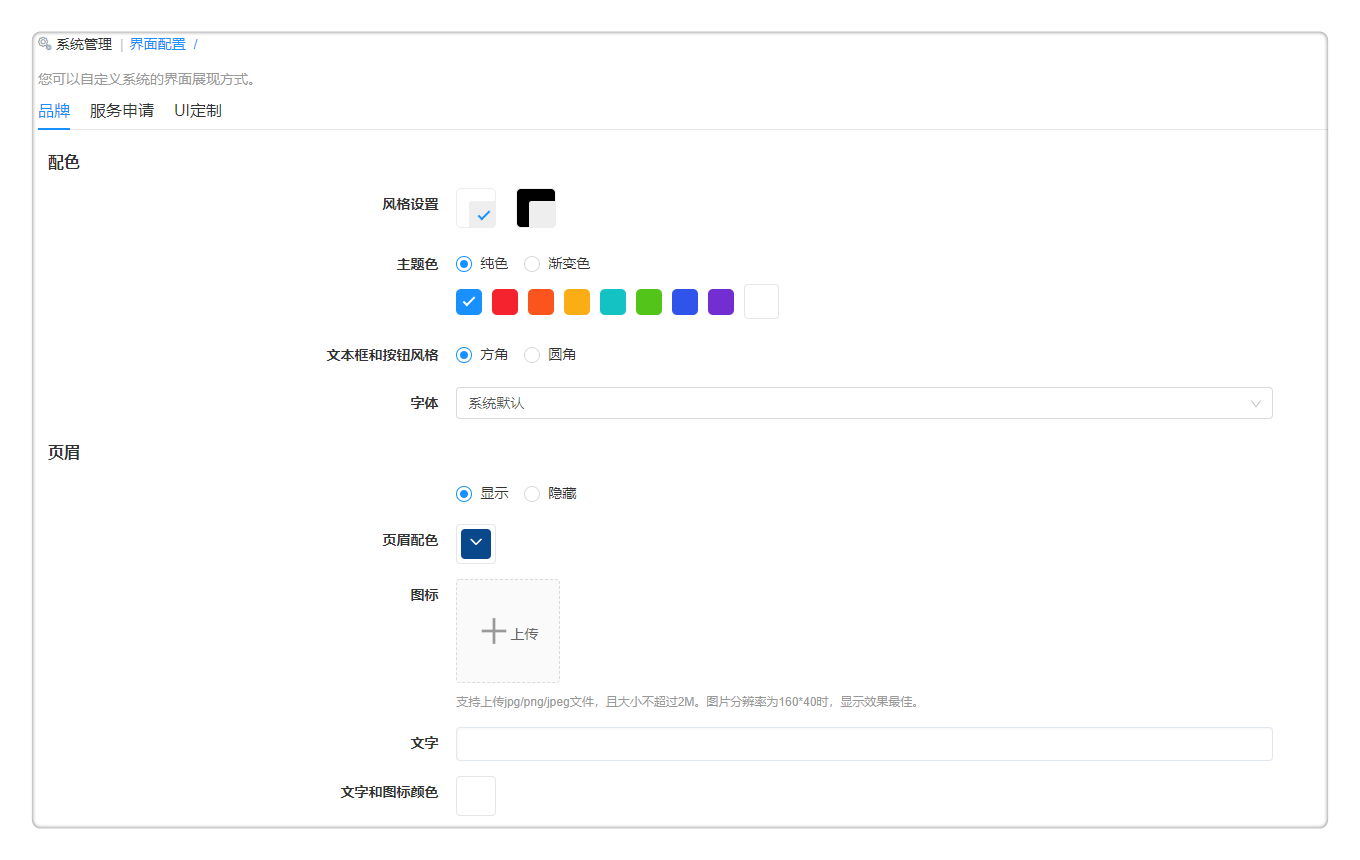 系统管理 | 界面配置 /
您可以自定义系统的界面展现方式。
品牌 服务申请 UI定制
配色
风格设置
主题色 纯色 渐变色
文本框和按钮风格 方角 圆角
字体 系统默认
页眉
显示 隐藏
页眉配色
图标
上传
支持上传jpg/png/jpeg文件，且大小不超过2M。图片分辨率为160*40时，显示效果最佳。
文字
文字和图标颜色